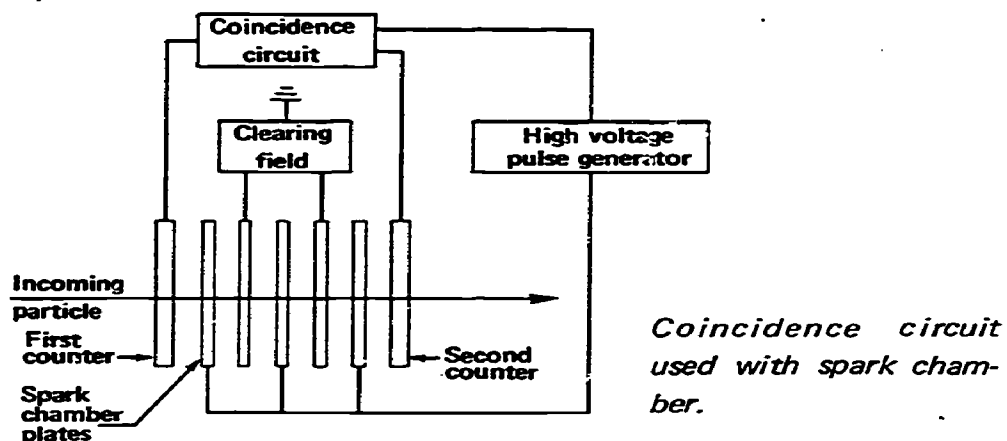 Coincidence
circuit
Clearing
field
High voltage
pulse generator
Incoming
particle
First
counter
Spark
chamber
plates
Second
counter
Coincidence circuit
used with spark cham-
ber.